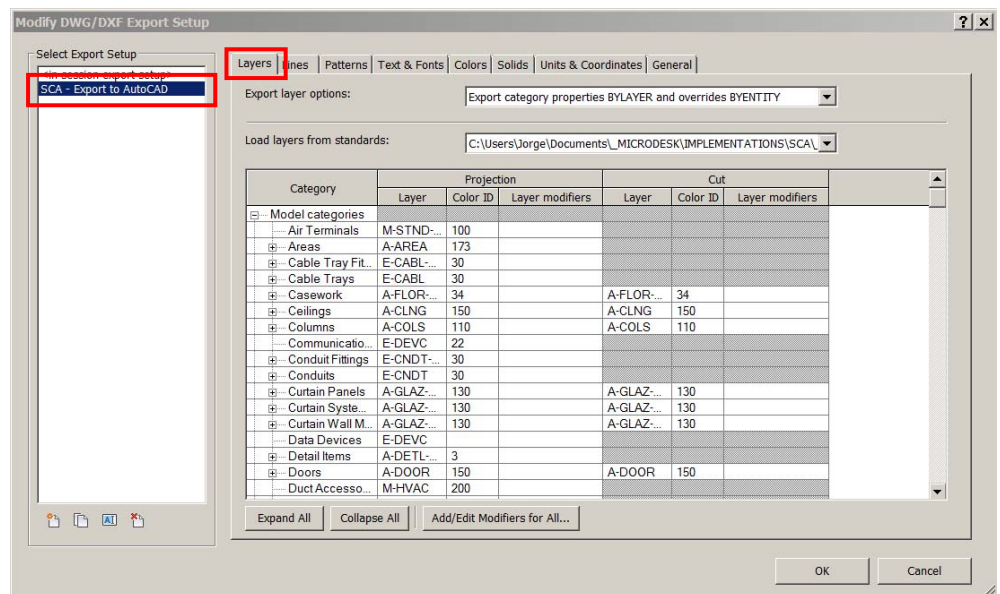 Modify DWG/DXF Export Setup ? x
Select Export Setup
<in-session export setup>
SCA - Export to AutoCAD
Layers Lines Patterns Text & Fonts Colors Solids Units & Coordinates General
Export layer options: Export category properties BYLAYER and overrides BYENTITY
Load layers from standards: C:\Users\Jorge\Documents\_MICRODESK\IMPLEMENTATIONS\SCA\_
Category Projection Cut
Layer Color ID Layer modifiers Layer Color ID Layer modifiers
Model categories
Air Terminals M-STND-... 100
Areas A-AREA 173
Cable Tray Fit... E-CABL-... 30
Cable Trays E-CABL 30
Casework A-FLOR-... 34 A-FLOR-... 34
Ceilings A-CLNG 150 A-CLNG 150
Columns A-COLS 110 A-COLS 110
Communicatio... E-DEVC 22
Conduit Fittings E-CNDT-... 30
Conduits E-CNDT 30
Curtain Panels A-GLAZ-... 130 A-GLAZ-... 130
Curtain Syste... A-GLAZ-... 130 A-GLAZ-... 130
Curtain Wall M... A-GLAZ-... 130 A-GLAZ-... 130
Data Devices E-DEVC
Detail Items A-DETL-... 3
Doors A-DOOR 150 A-DOOR 150
Duct Accesso... M-HVAC 200
AI
Expand All Collapse All Add/Edit Modifiers for All...
OK Cancel